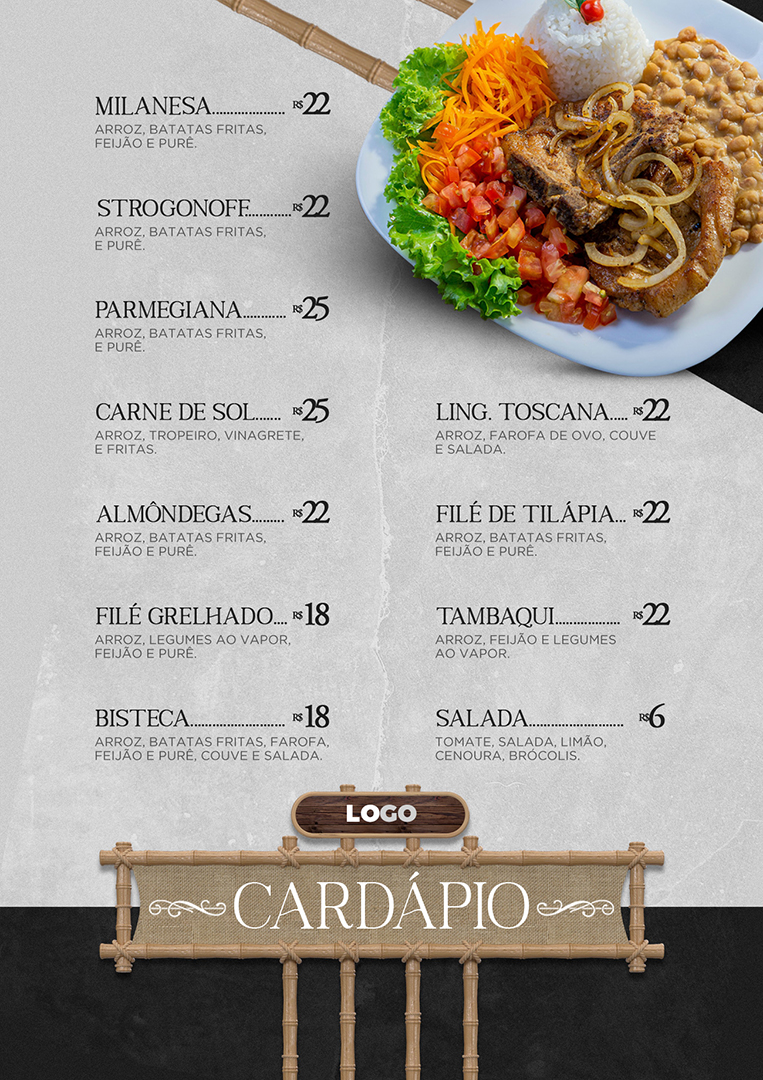 MILANESA................... R$22
ARROZ, BATATAS FRITAS,
FEIJÃO E PURÊ.
STROGONOFF............ R$22
ARROZ, BATATAS FRITAS,
E PURÊ.
PARMEGIANA........... R$25
ARROZ, BATATAS FRITAS,
E PURÊ.
CARNE DE SOL...... R$25
ARROZ, TROPEIRO, VINAGRETE,
E FRITAS.
ALMÔNDEGAS........ R$22
ARROZ, BATATAS FRITAS,
FEIJÃO E PURÊ.
FILÉ GRELHADO.... R$18
ARROZ, LEGUMES AO VAPOR,
FEIJÃO E PURÊ.
BISTECA......................... R$18
ARROZ, BATATAS FRITAS, FAROFA,
FEIJÃO E PURÊ, COUVE E SALADA.
LING. TOSCANA..... R$22
ARROZ, FAROFA DE OVO, COUVE
E SALADA.
FILÉ DE TILÁPIA... R$22
ARROZ, BATATAS FRITAS,
FEIJÃO E PURÊ.
TAMBAQUI................. R$22
ARROZ, FEIJÃO E LEGUMES
AO VAPOR.
SALADA......................... R$6
TOMATE, SALADA, LIMÃO,
CENOURA, BRÓCOLIS.
LOGO
CARDÁPIO